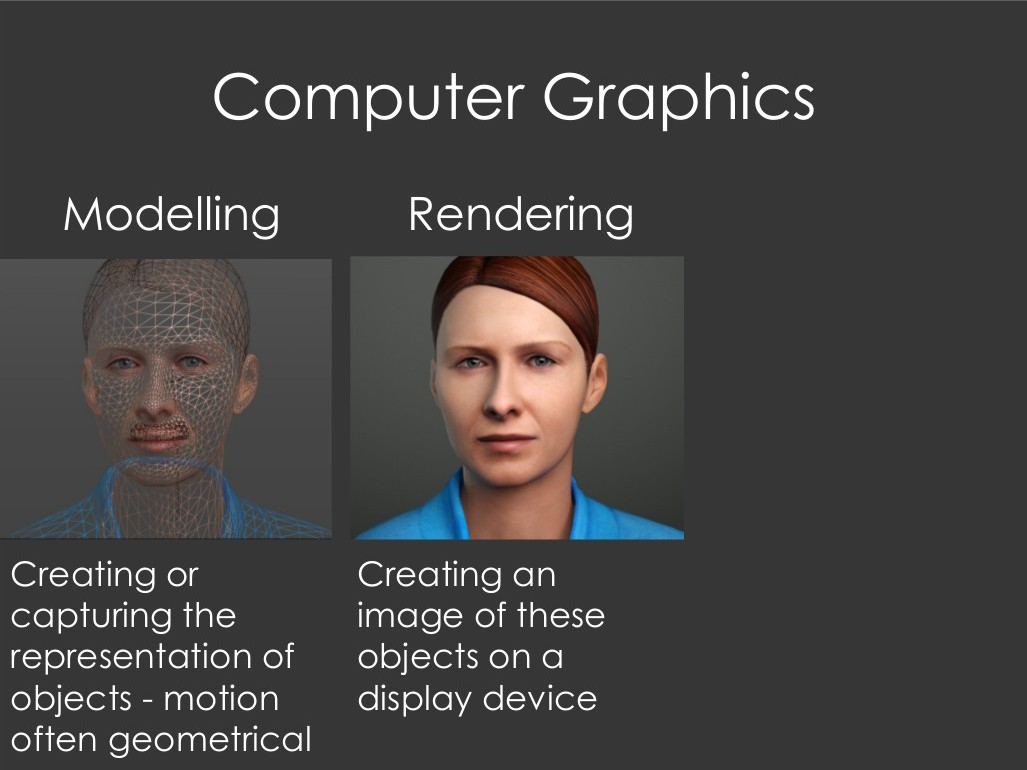 Computer Graphics
Modelling
Rendering
Creating or
capturing the
representation of
objects - motion
often geometrical
Creating an
image of these
objects on a
display device